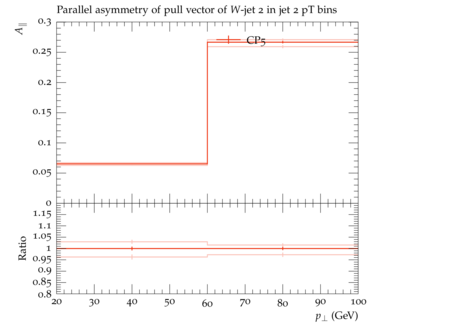 Parallel asymmetry of pull vector of W-jet 2 in jet 2 pT bins
A∥
0.3
CP5
0.25
0.2
0.15
0.1
0.05
0
Ratio
1.15
1.1
1.05
1
0.95
0.9
0.85
0.8
20 30 40 50 60 70 80 90 100
p⊥ (GeV)